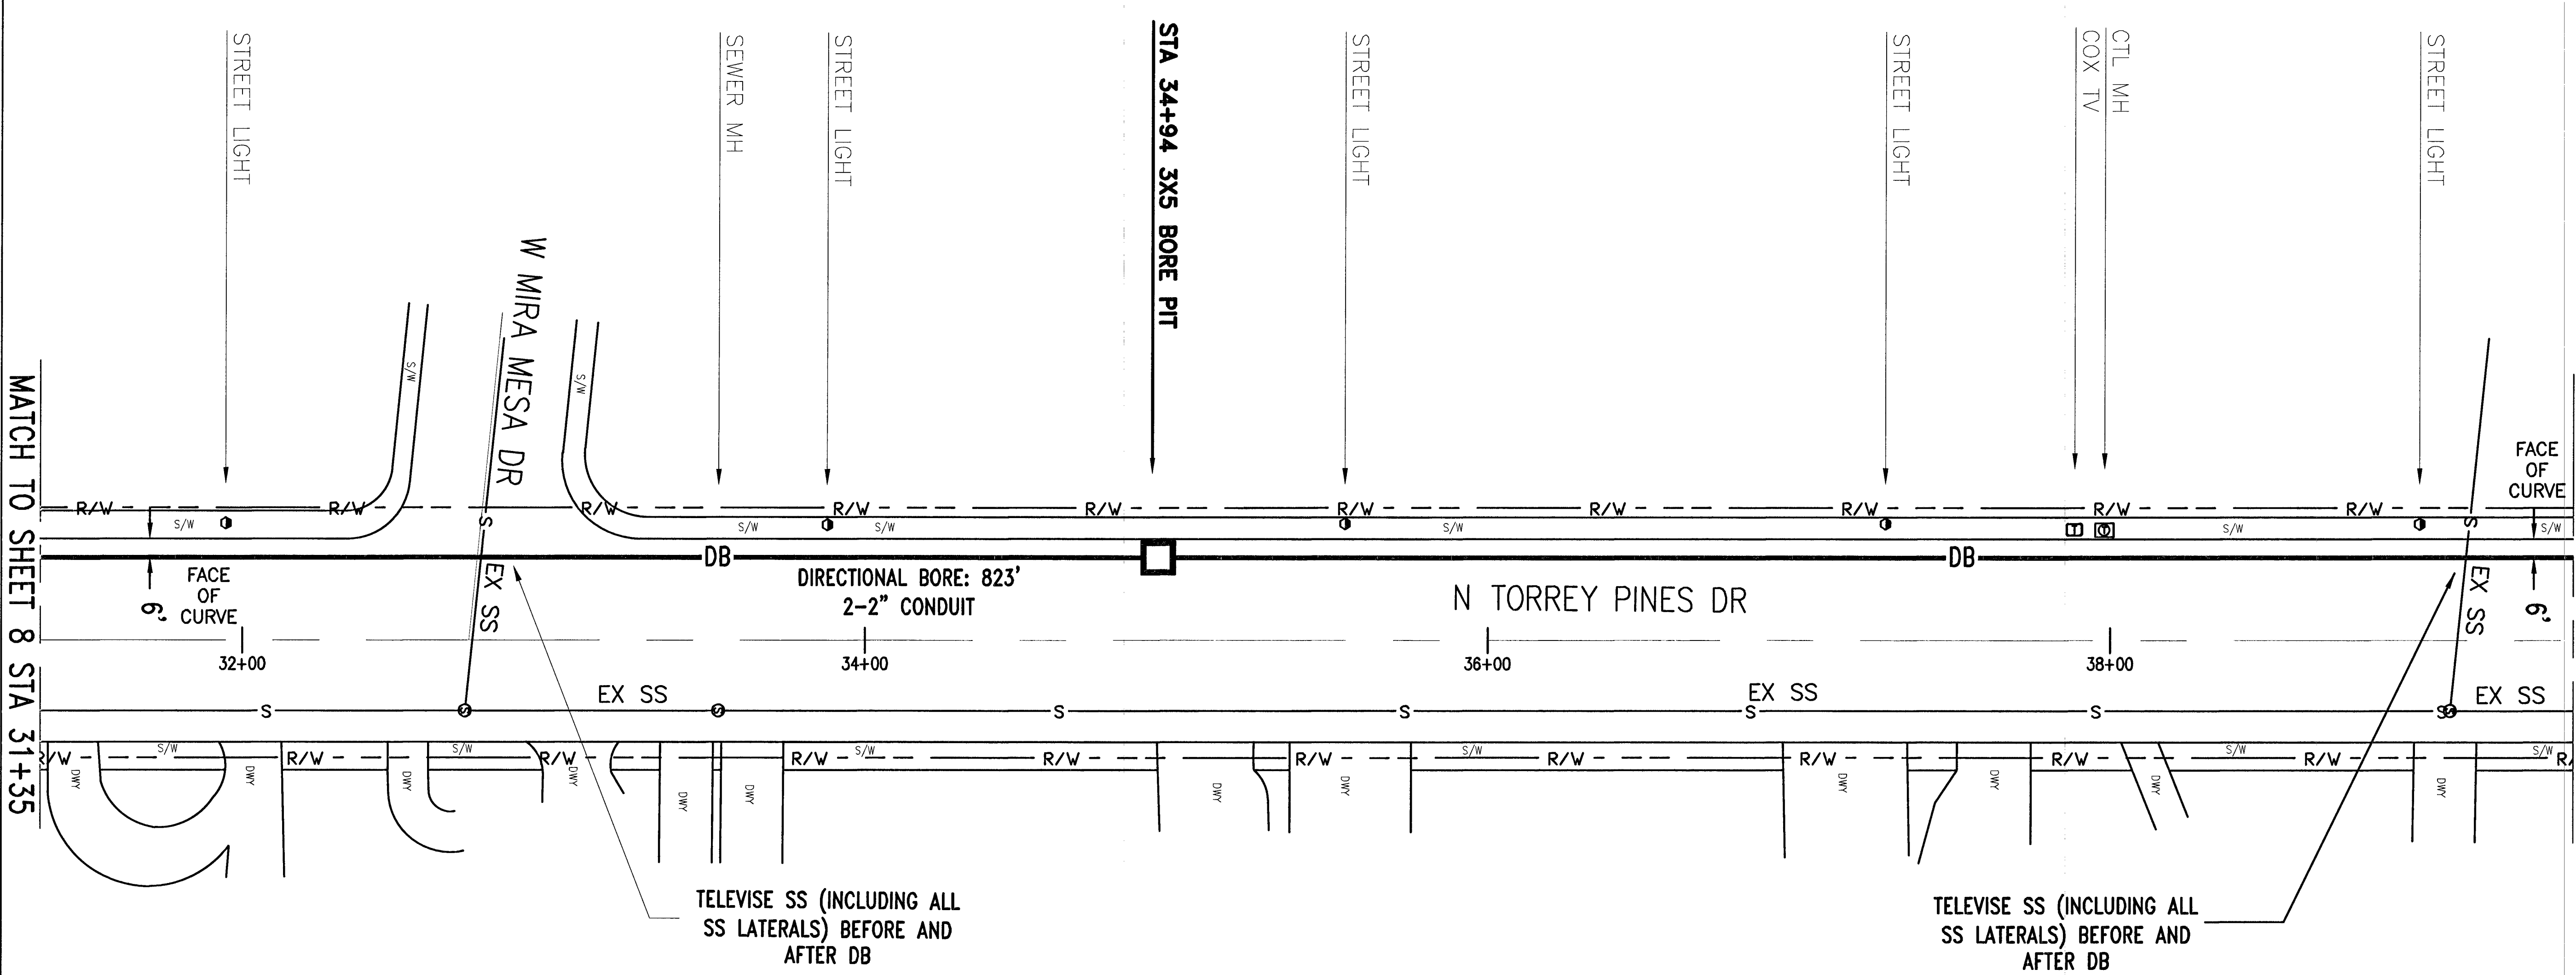 STREET LIGHT
SEWER MH
STREET LIGHT
STA 34+94 3X5 BORE PIT
STREET LIGHT
STREET LIGHT
COX TV
CTL MH
STREET LIGHT
W MIRA MESA DR
S/W
S/W
FACE
OF
CURVE
R/W
R/W
R/W
R/W
R/W
R/W
R/W
R/W
R/W
R/W
S/W
S
S/W
S/W
S/W
T
C
S/W
S
S/W
DB
DB
FACE
OF
CURVE
6'
EX SS
DIRECTIONAL BORE: 823'
2-2" CONDUIT
N TORREY PINES DR
EX SS
6'
32+00
34+00
36+00
38+00
EX SS
EX SS
EX SS
S
S
S
S
S
S
S
S
S
S
S/W
S/W
S/W
S/W
S/W
S/W
R/W
R/W
R/W
R/W
R/W
R/W
R/W
R/W
R/W
R/W
R/
DWY
DWY
DWY
DWY
DWY
DWY
DWY
DWY
DWY
DWY
DWY
DWY
MATCH TO SHEET 8 STA 31+35
TELEVISE SS (INCLUDING ALL
SS LATERALS) BEFORE AND
AFTER DB
TELEVISE SS (INCLUDING ALL
SS LATERALS) BEFORE AND
AFTER DB